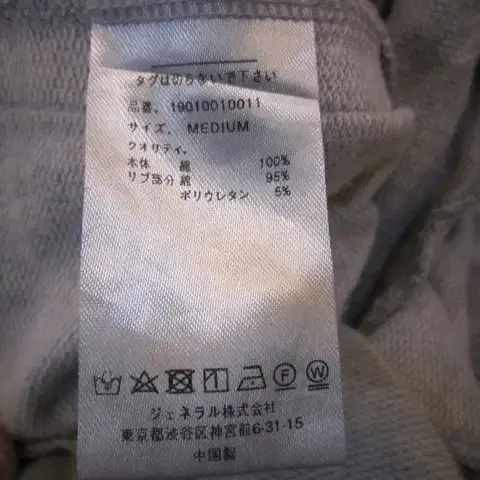 タグは切らないで下さい
品番. 19010010011
サイズ. MEDIUM
クオリティ.
本体 綿 100%
リブ部分 綿 95%
ポリウレタン 5%
F W
ジェネラル株式会社
東京都渋谷区神宮前6-31-15
中国製